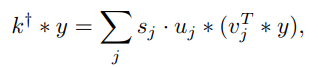 k† * y = ∑_j s_j · u_j * (v_j^T * y),